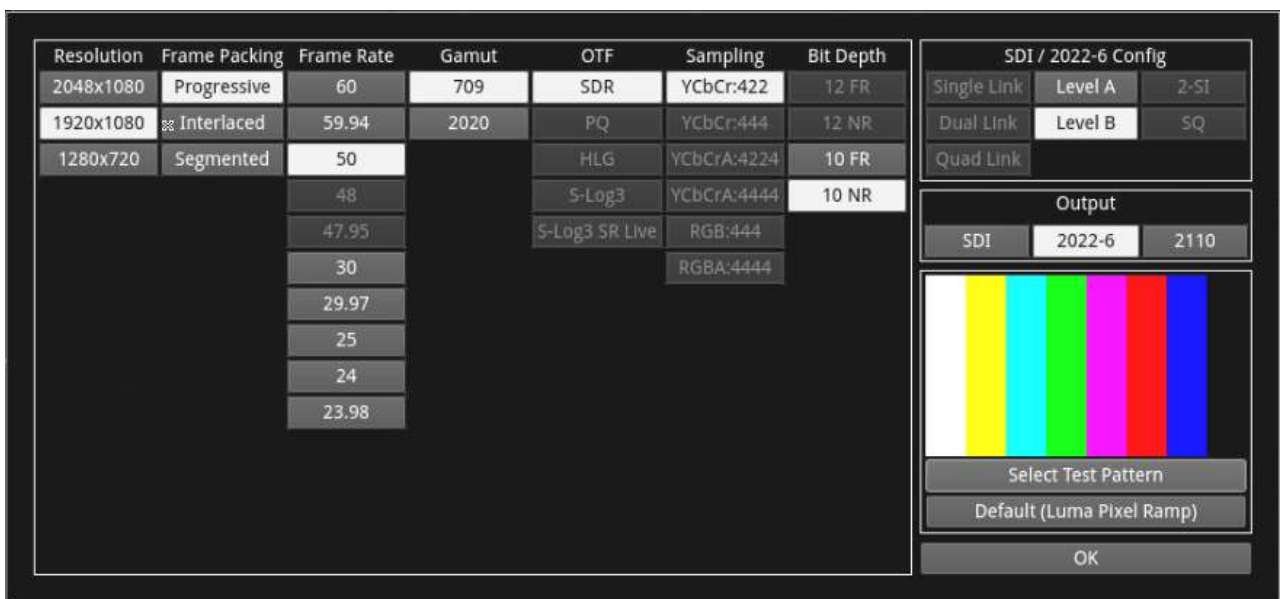 Resolution Frame Packing Frame Rate Gamut OTF Sampling Bit Depth
2048x1080 Progressive 60 709 SDR YCbCr:422 12 FR
1920x1080 Interlaced 59.94 2020 PQ YCbCr:444 12 NR
1280x720 Segmented 50 HLG YCbCrA:4224 10 FR
48 S-Log3 YCbCrA:4444 10 NR
47.95 S-Log3 SR Live RGB:444
30 RGBA:4444
29.97
25
24
23.98
SDI / 2022-6 Config
Single Link Level A 2-SI
Dual Link Level B SQ
Quad Link
Output
SDI 2022-6 2110
Select Test Pattern
Default (Luma Pixel Ramp)
OK